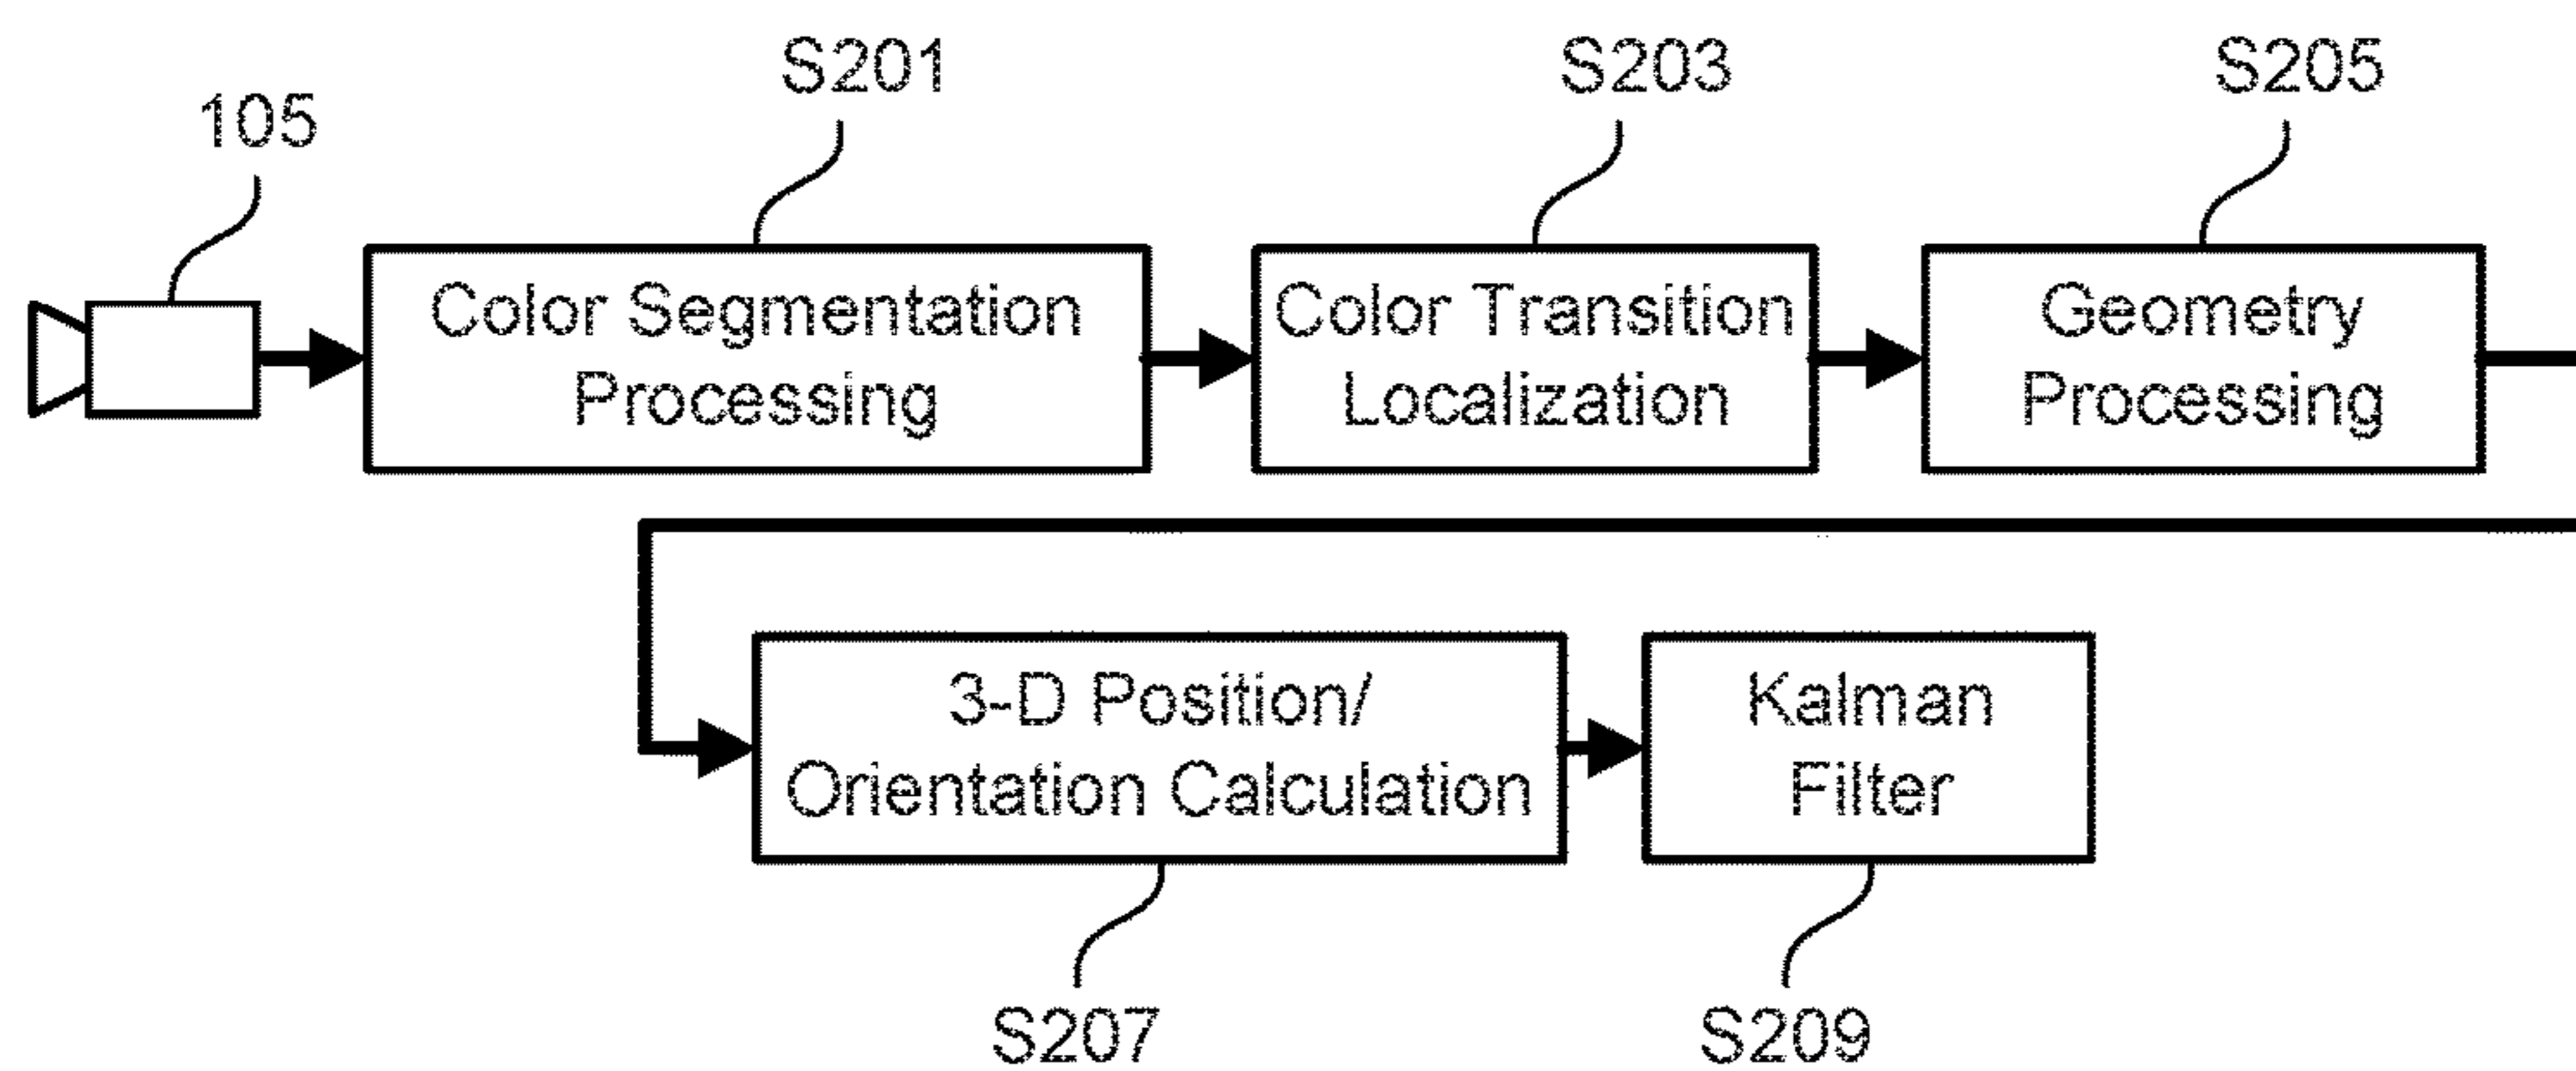 105
S201
S203
S205
Color Segmentation
Processing
Color Transition
Localization
Geometry
Processing
3-D Position/
Orientation Calculation
Kalman
Filter
S207
S209